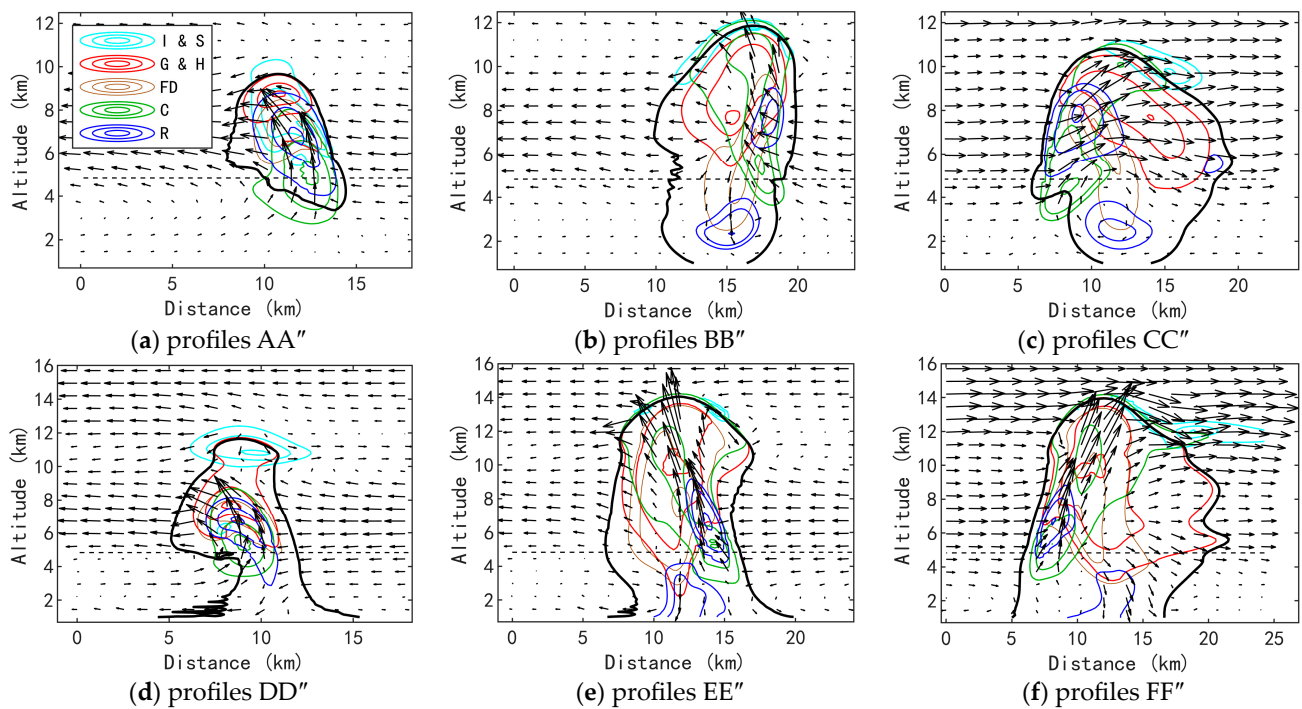 I & S
G & H
FD
C
R
Altitude (km)
12
10
8
6
4
2
0 5 10 15
Distance (km)
(a) profiles AA″
Altitude (km)
12
10
8
6
4
2
0 5 10 15 20
Distance (km)
(b) profiles BB″
Altitude (km)
12
10
8
6
4
2
0 5 10 15 20
Distance (km)
(c) profiles CC″
Altitude (km)
16
14
12
10
8
6
4
2
0 5 10 15
Distance (km)
(d) profiles DD″
Altitude (km)
16
14
12
10
8
6
4
2
0 5 10 15 20
Distance (km)
(e) profiles EE″
Altitude (km)
16
14
12
10
8
6
4
2
0 5 10 15 20 25
Distance (km)
(f) profiles FF″